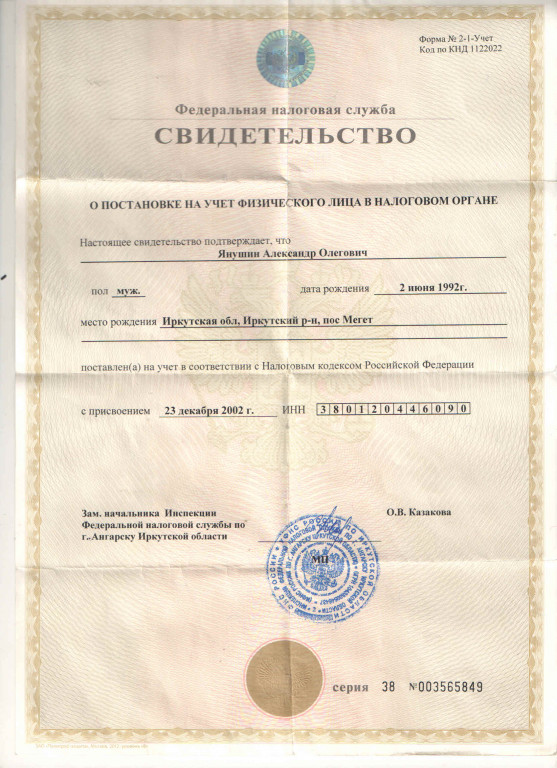 Форма № 2-1-Учет
Код по КНД 1122022
Федеральная налоговая служба
СВИДЕТЕЛЬСТВО
О ПОСТАНОВКЕ НА УЧЕТ ФИЗИЧЕСКОГО ЛИЦА В НАЛОГОВОМ ОРГАНЕ
Настоящее свидетельство подтверждает, что
Янушин Александр Олегович
пол муж. дата рождения 2 июня 1992г.
место рождения Иркутская обл, Иркутский р-н, пос Мегет
поставлен(а) на учет в соответствии с Налоговым кодексом Российской Федерации
с присвоением 23 декабря 2002 г. ИНН 380120446090
Зам. начальника Инспекции О.В. Казакова
Федеральной налоговой службы по
г.Ангарску Иркутской области
МП
серия 38 №003565849